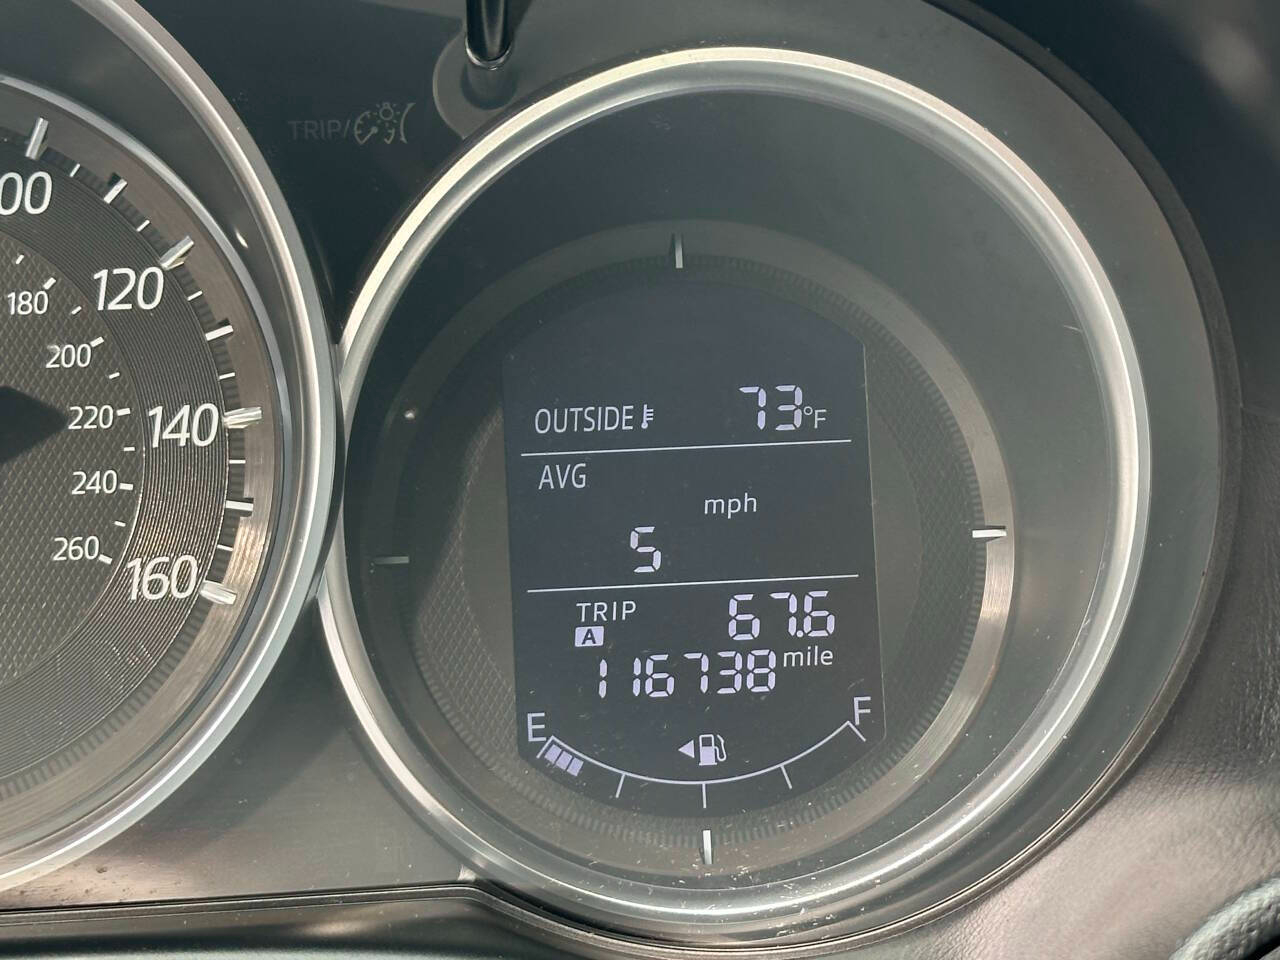 TRIP/
00
120
140
160
180
200
220
240
260
OUTSIDE 73°F
AVG
mph
5
TRIP 67.6
A
116738 mile
E F